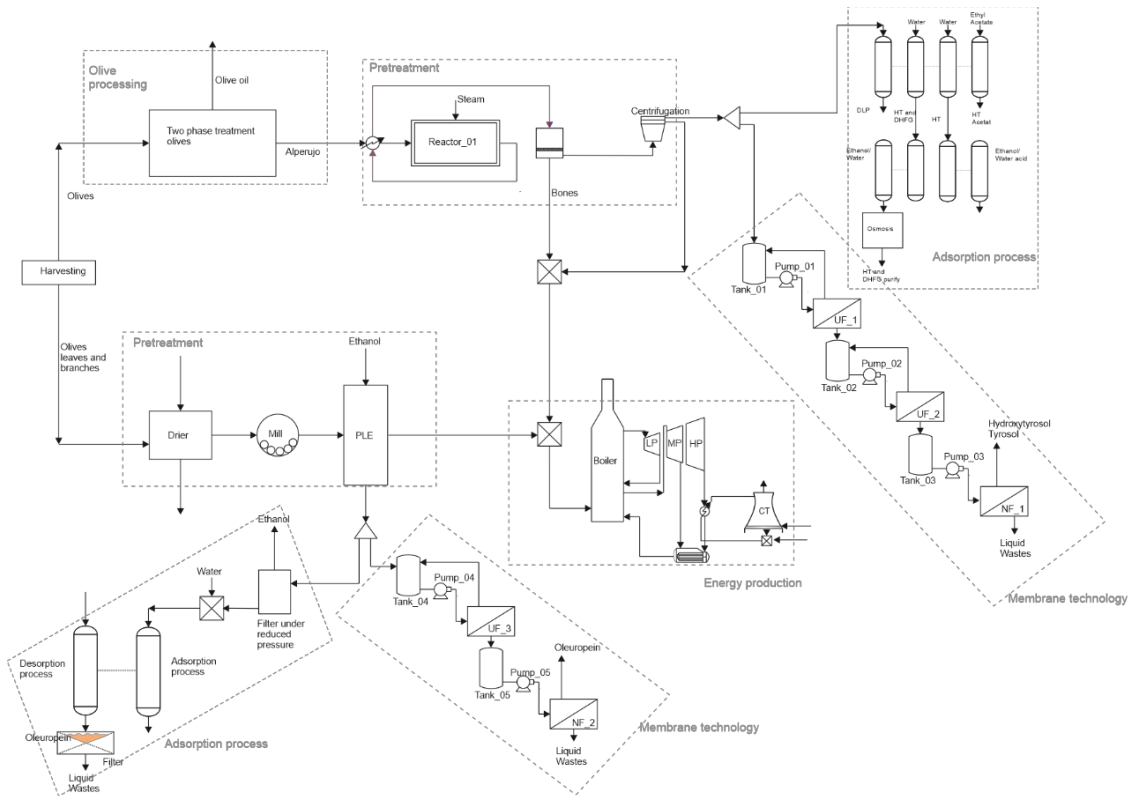 Olive
processing
Olive oil
Two phase treatment
olives
Alperujo
Olives
Harvesting
Olives
leaves and
branches
Pretreatment
Steam
Reactor_01
Bones
Centrifugation
Water
Water
Ethyl
Acetate
DLP
HT and
DHFG
HT
HT
Acetat
Ethanol/
Water
Ethanol/
Water acid
Osmosis
HT and
DHFG purify
Adsorption process
Tank_01
Pump_01
UF_1
Tank_02
Pump_02
UF_2
Tank_03
Pump_03
Hydroxytyrosol
Tyrosol
NF_1
Liquid
Wastes
Membrane technology
Pretreatment
Drier
Mill
Ethanol
PLE
Boiler
LP
MP
HP
CT
Energy production
Ethanol
Water
Filter under
reduced
pressure
Desorption
process
Adsorption
process
Oleuropein
Filter
Liquid
Wastes
Adsorption process
Tank_04
Pump_04
UF_3
Tank_05
Pump_05
Oleuropein
NF_2
Liquid
Wastes
Membrane technology